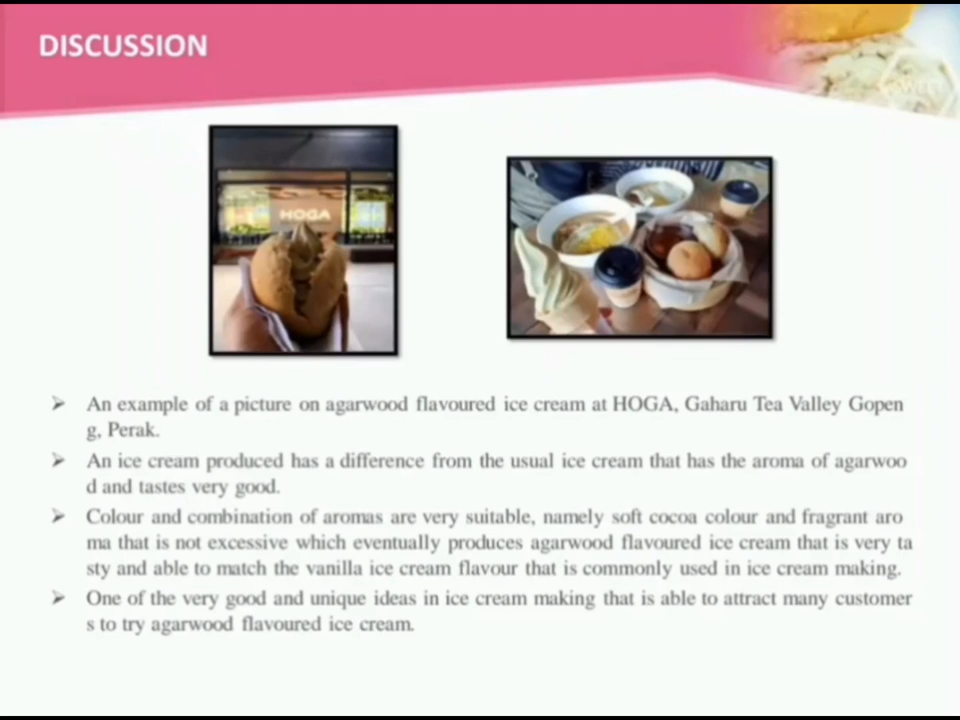 DISCUSSION
HOGA
➢ An example of a picture on agarwood flavoured ice cream at HOGA, Gaharu Tea Valley Gopen
g, Perak.
➢ An ice cream produced has a difference from the usual ice cream that has the aroma of agarwoo
d and tastes very good.
➢ Colour and combination of aromas are very suitable, namely soft cocoa colour and fragrant aro
ma that is not excessive which eventually produces agarwood flavoured ice cream that is very ta
sty and able to match the vanilla ice cream flavour that is commonly used in ice cream making.
➢ One of the very good and unique ideas in ice cream making that is able to attract many customer
s to try agarwood flavoured ice cream.